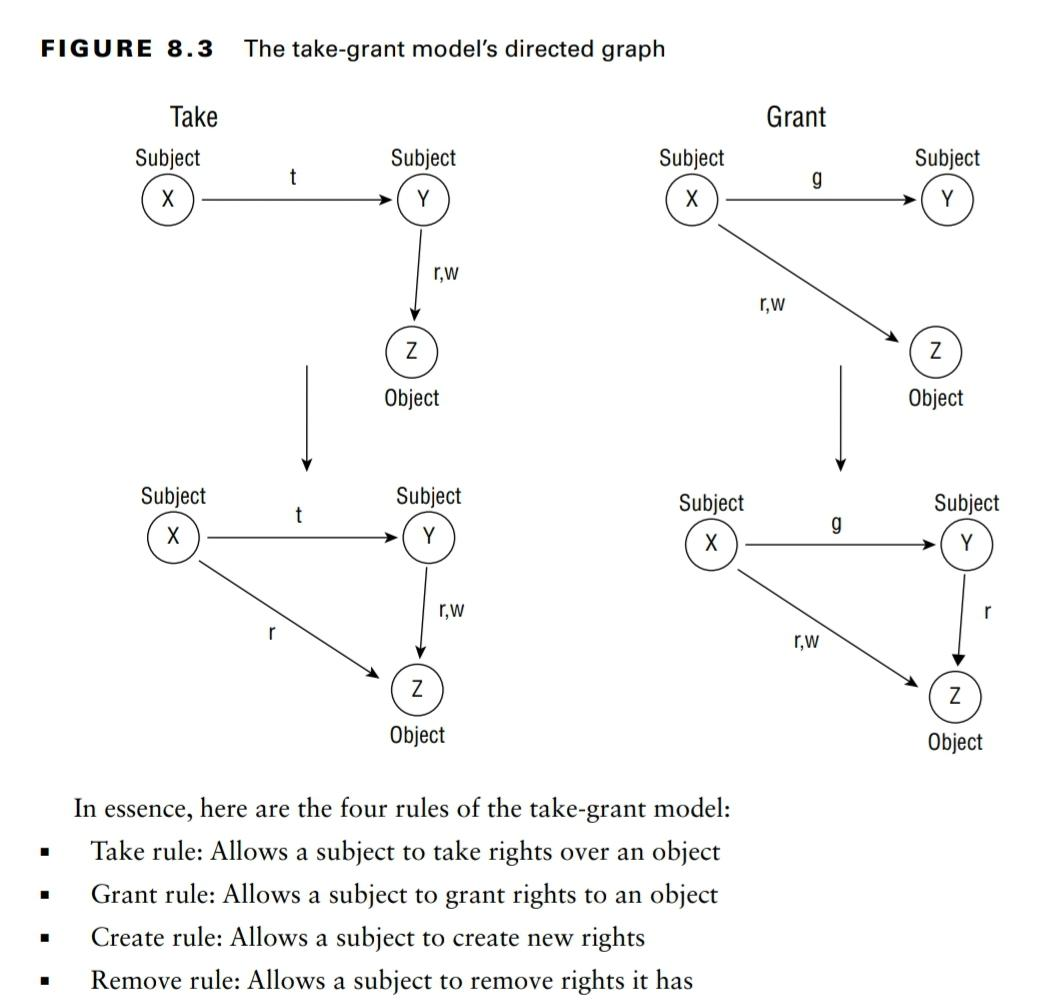 FIGURE 8.3 The take-grant model's directed graph
Take
Subject
Subject
X
t
Y
r,w
Z
Object
Subject
Subject
X
t
Y
r
r,w
Z
Object
Grant
Subject
Subject
X
g
Y
r,w
Z
Object
Subject
Subject
X
g
Y
r,w
r
Z
Object
In essence, here are the four rules of the take-grant model:
▪ Take rule: Allows a subject to take rights over an object
▪ Grant rule: Allows a subject to grant rights to an object
▪ Create rule: Allows a subject to create new rights
▪ Remove rule: Allows a subject to remove rights it has